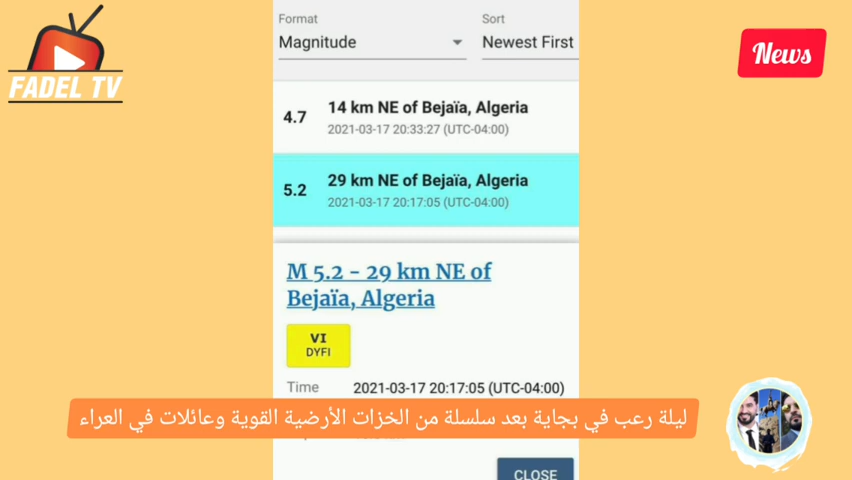 FADEL TV
Format
Sort
Magnitude
Newest First
News
4.7
14 km NE of Bejaïa, Algeria
2021-03-17 20:33:27 (UTC-04:00)
5.2
29 km NE of Bejaïa, Algeria
2021-03-17 20:17:05 (UTC-04:00)
M 5.2 - 29 km NE of
Bejaïa, Algeria
VI
DYFI
Time
2021-03-17 20:17:05 (UTC-04:00)
ليلة رعب في بجاية بعد سلسلة من الخزات الأرضية القوية وعائلات في العراء
CLOSE